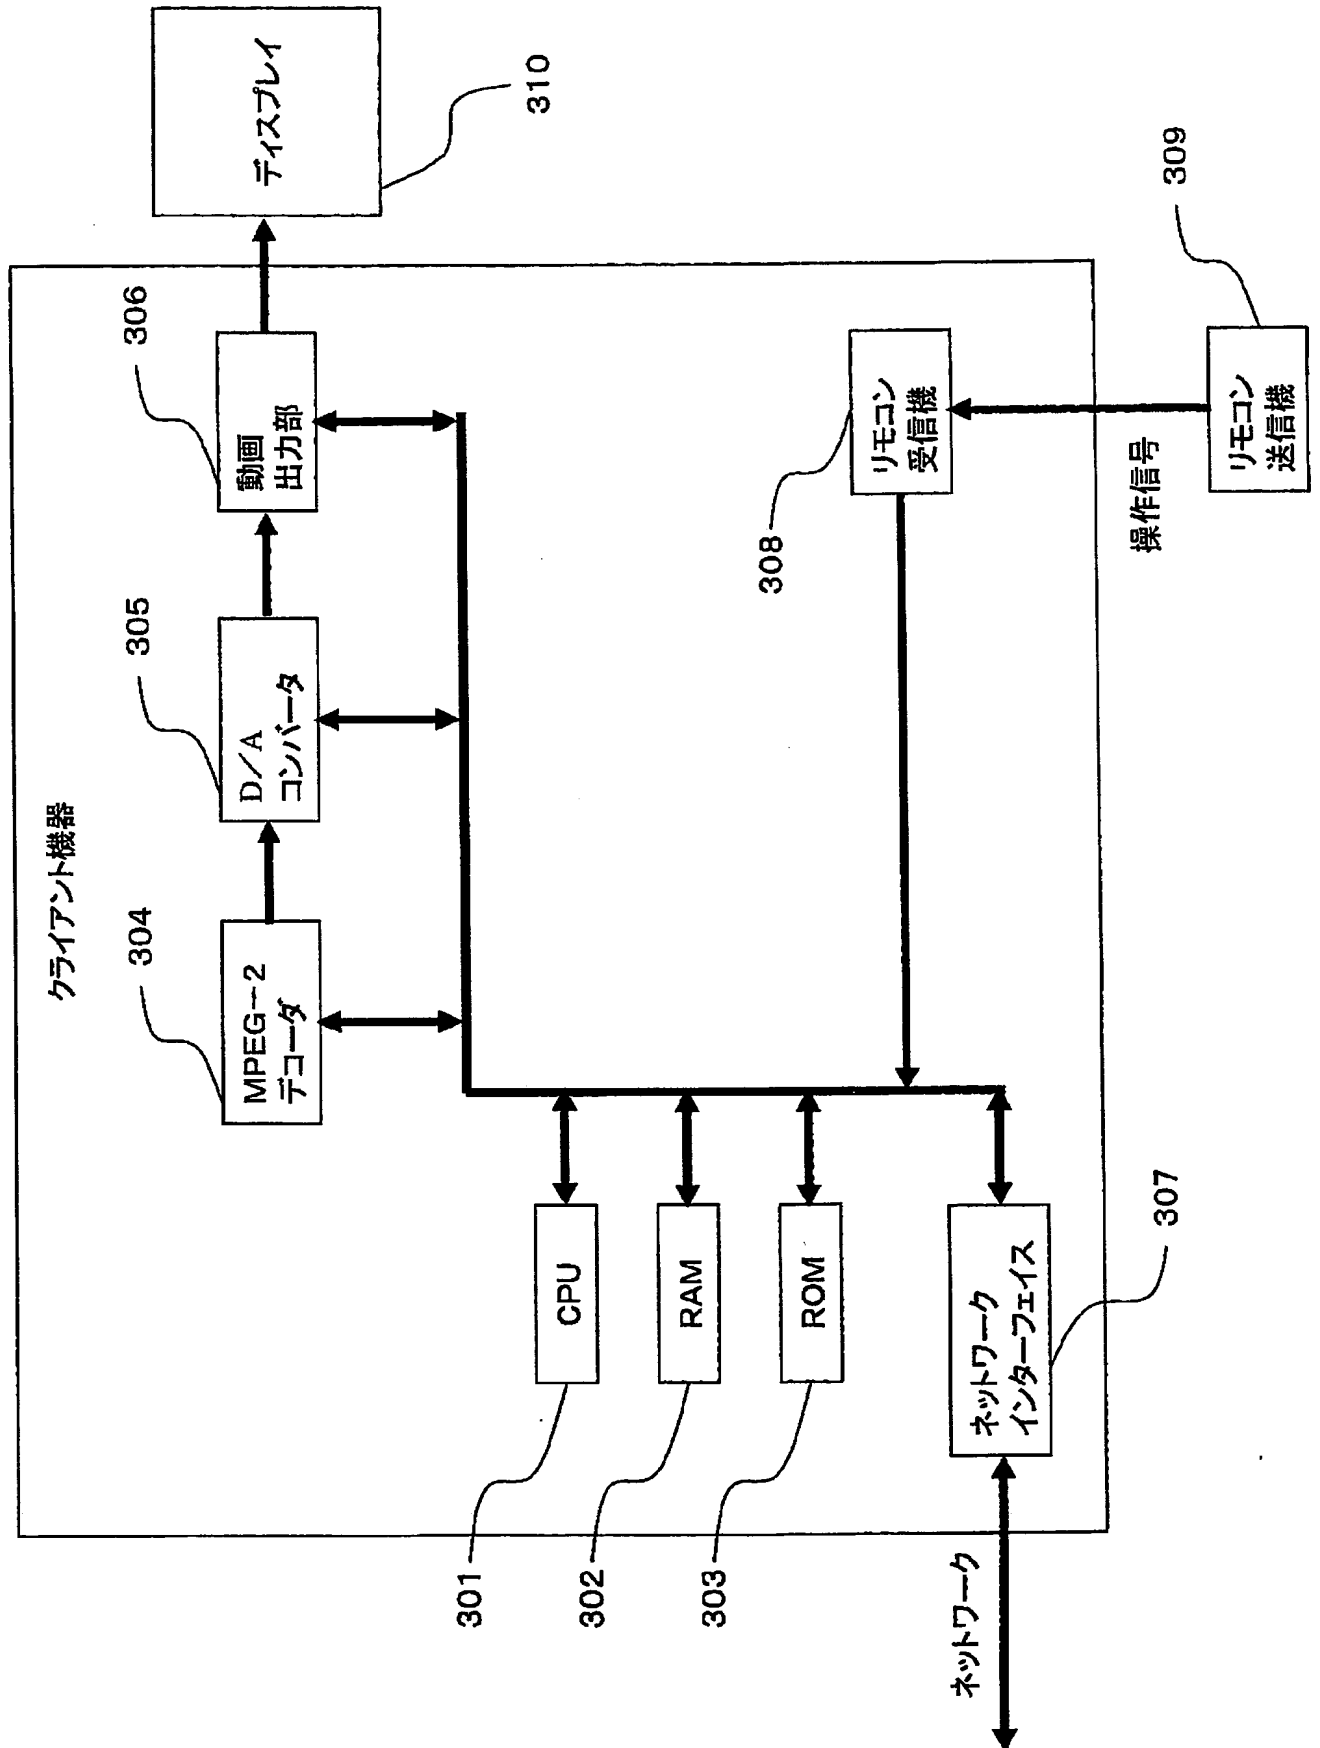 クライアント機器
304
MPEG－2
デコーダ
305
D／A
コンバータ
306
動画
出力部
ディスプレイ
310
301
CPU
302
RAM
303
ROM
ネットワーク
ネットワーク
インターフェイス
307
308
リモコン
受信機
操作信号
リモコン
送信機
309